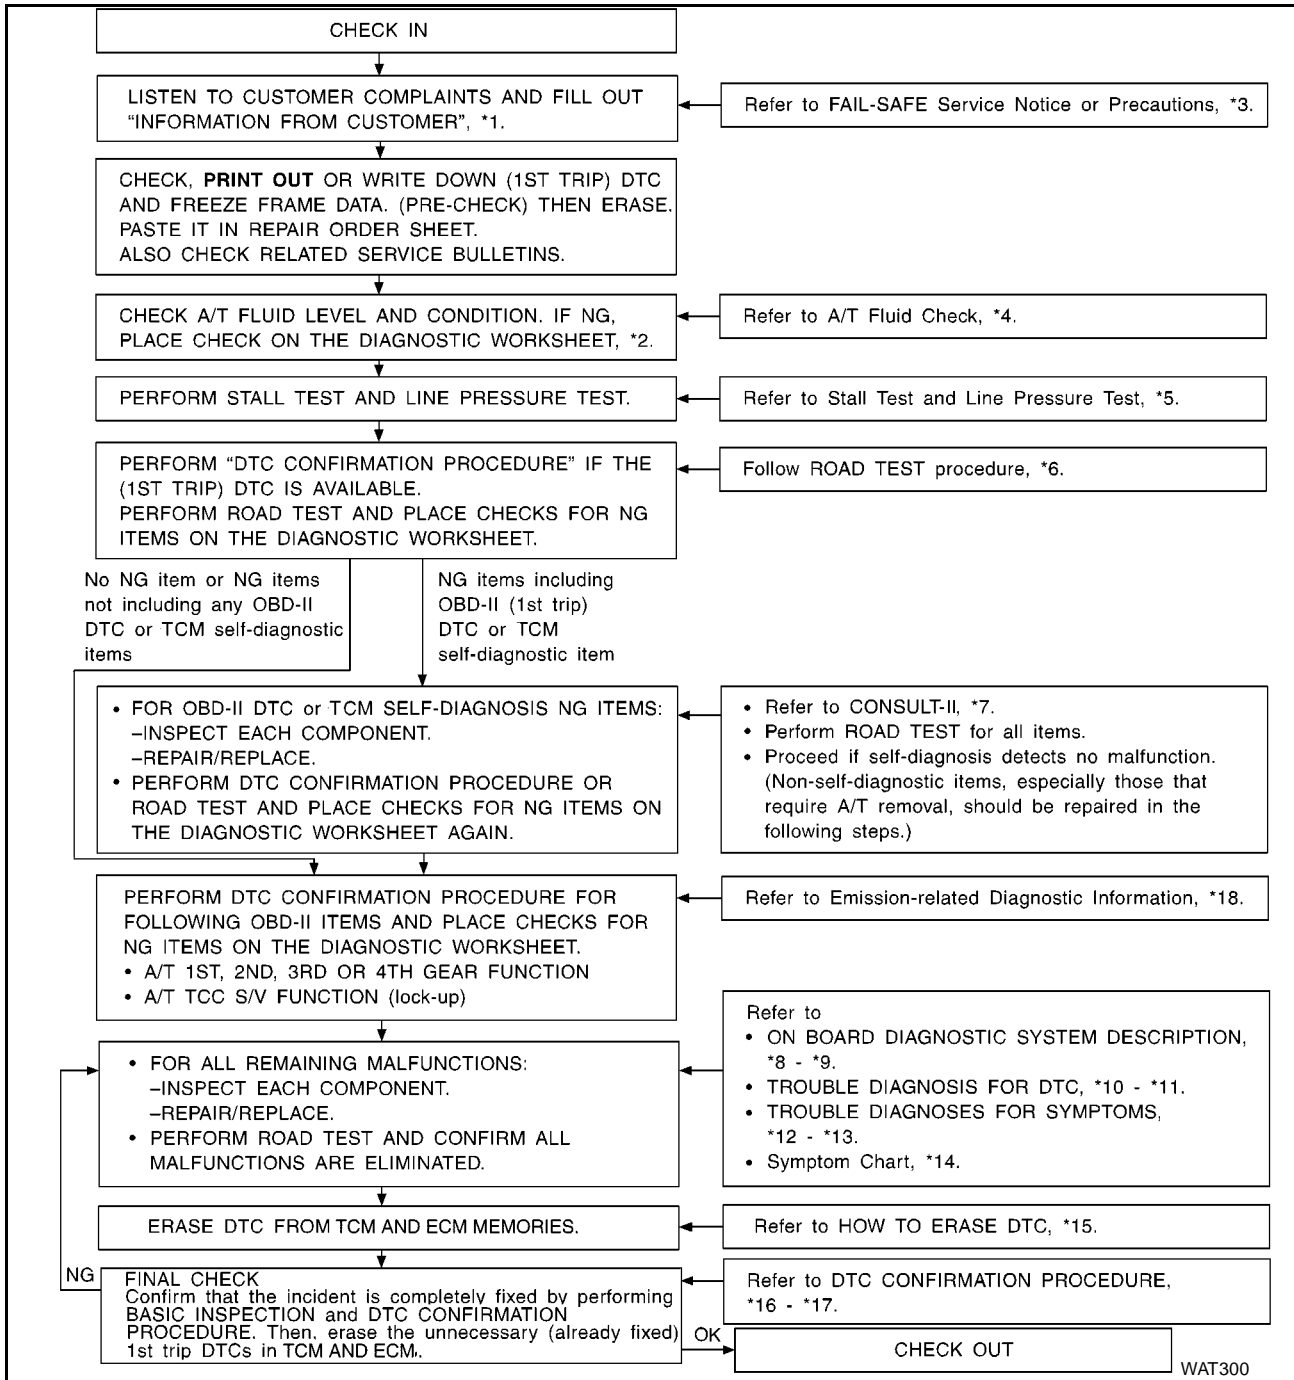 CHECK IN
LISTEN TO CUSTOMER COMPLAINTS AND FILL OUT
“INFORMATION FROM CUSTOMER”, *1.
Refer to FAIL-SAFE Service Notice or Precautions, *3.
CHECK, PRINT OUT OR WRITE DOWN (1ST TRIP) DTC
AND FREEZE FRAME DATA. (PRE-CHECK) THEN ERASE.
PASTE IT IN REPAIR ORDER SHEET.
ALSO CHECK RELATED SERVICE BULLETINS.
CHECK A/T FLUID LEVEL AND CONDITION. IF NG,
PLACE CHECK ON THE DIAGNOSTIC WORKSHEET, *2.
Refer to A/T Fluid Check, *4.
PERFORM STALL TEST AND LINE PRESSURE TEST.
Refer to Stall Test and Line Pressure Test, *5.
PERFORM “DTC CONFIRMATION PROCEDURE” IF THE
(1ST TRIP) DTC IS AVAILABLE.
PERFORM ROAD TEST AND PLACE CHECKS FOR NG
ITEMS ON THE DIAGNOSTIC WORKSHEET.
Follow ROAD TEST procedure, *6.
No NG item or NG items
not including any OBD-II
DTC or TCM self-diagnostic
items
NG items including
OBD-II (1st trip)
DTC or TCM
self-diagnostic item
• FOR OBD-II DTC or TCM SELF-DIAGNOSIS NG ITEMS:
–INSPECT EACH COMPONENT.
–REPAIR/REPLACE.
• PERFORM DTC CONFIRMATION PROCEDURE OR
ROAD TEST AND PLACE CHECKS FOR NG ITEMS ON
THE DIAGNOSTIC WORKSHEET AGAIN.
• Refer to CONSULT-II, *7.
• Perform ROAD TEST for all items.
• Proceed if self-diagnosis detects no malfunction.
(Non-self-diagnostic items, especially those that
require A/T removal, should be repaired in the
following steps.)
PERFORM DTC CONFIRMATION PROCEDURE FOR
FOLLOWING OBD-II ITEMS AND PLACE CHECKS FOR
NG ITEMS ON THE DIAGNOSTIC WORKSHEET.
• A/T 1ST, 2ND, 3RD OR 4TH GEAR FUNCTION
• A/T TCC S/V FUNCTION (lock-up)
Refer to Emission-related Diagnostic Information, *18.
• FOR ALL REMAINING MALFUNCTIONS:
–INSPECT EACH COMPONENT.
–REPAIR/REPLACE.
• PERFORM ROAD TEST AND CONFIRM ALL
MALFUNCTIONS ARE ELIMINATED.
Refer to
• ON BOARD DIAGNOSTIC SYSTEM DESCRIPTION,
*8 - *9.
• TROUBLE DIAGNOSIS FOR DTC, *10 - *11.
• TROUBLE DIAGNOSES FOR SYMPTOMS,
*12 - *13.
• Symptom Chart, *14.
ERASE DTC FROM TCM AND ECM MEMORIES.
Refer to HOW TO ERASE DTC, *15.
NG
FINAL CHECK
Confirm that the incident is completely fixed by performing
BASIC INSPECTION and DTC CONFIRMATION
PROCEDURE. Then, erase the unnecessary (already fixed)
1st trip DTCs in TCM AND ECM.
Refer to DTC CONFIRMATION PROCEDURE,
*16 - *17.
OK
CHECK OUT
WAT300